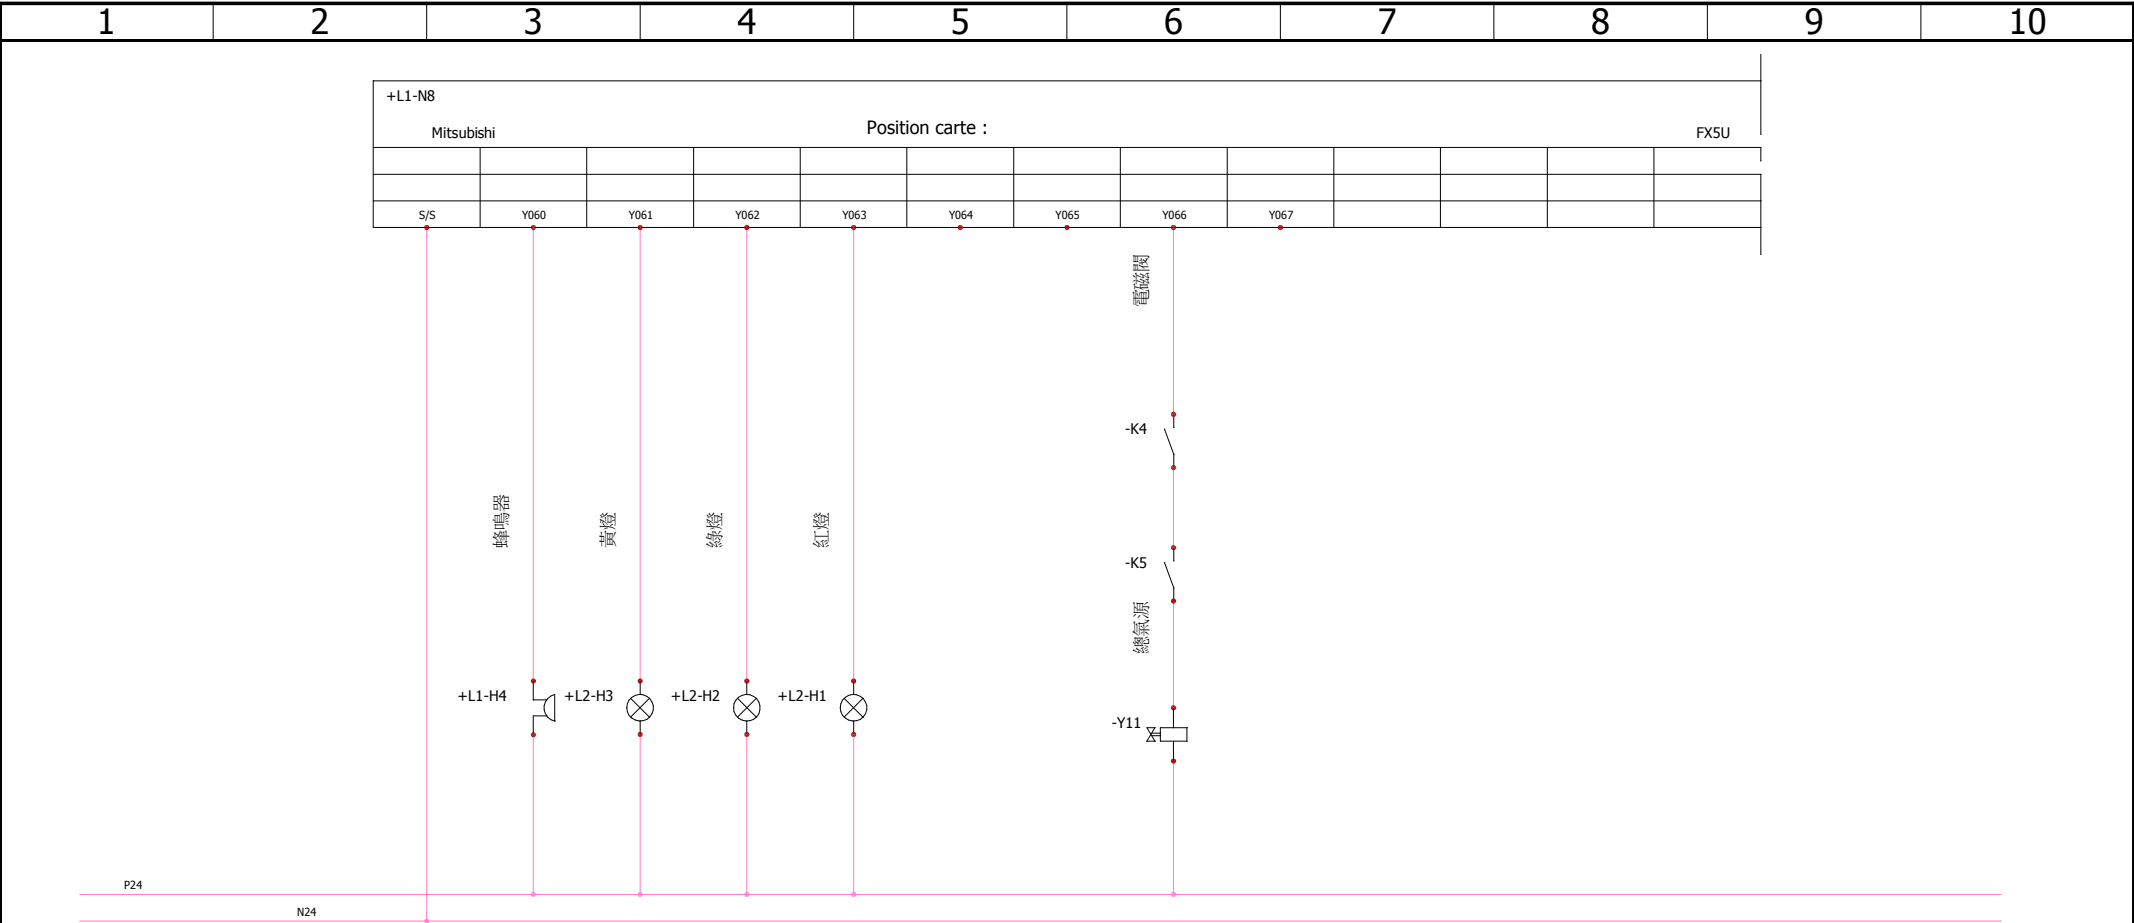 1 2 3 4 5 6 7 8 9 10
+L1-N8
Mitsubishi Position carte : FX5U
S/S Y060 Y061 Y062 Y063 Y064 Y065 Y066 Y067
電磁閥
-K4
蜂鳴器 黃燈 綠燈 紅燈
-K5
總氣源
+L1-H4 +L2-H3 +L2-H2 +L2-H1
-Y11
P24
N24